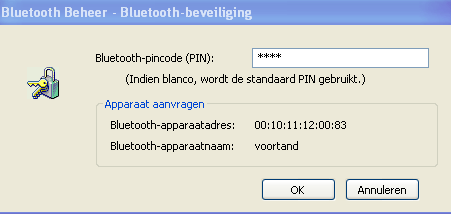 Bluetooth Beheer - Bluetooth-beveiliging
Bluetooth-pincode (PIN): ****
(Indien blanco, wordt de standaard PIN gebruikt.)
Apparaat aanvragen
Bluetooth-apparaatadres: 00:10:11:12:00:83
Bluetooth-apparaatnaam: voortand
OK Annuleren